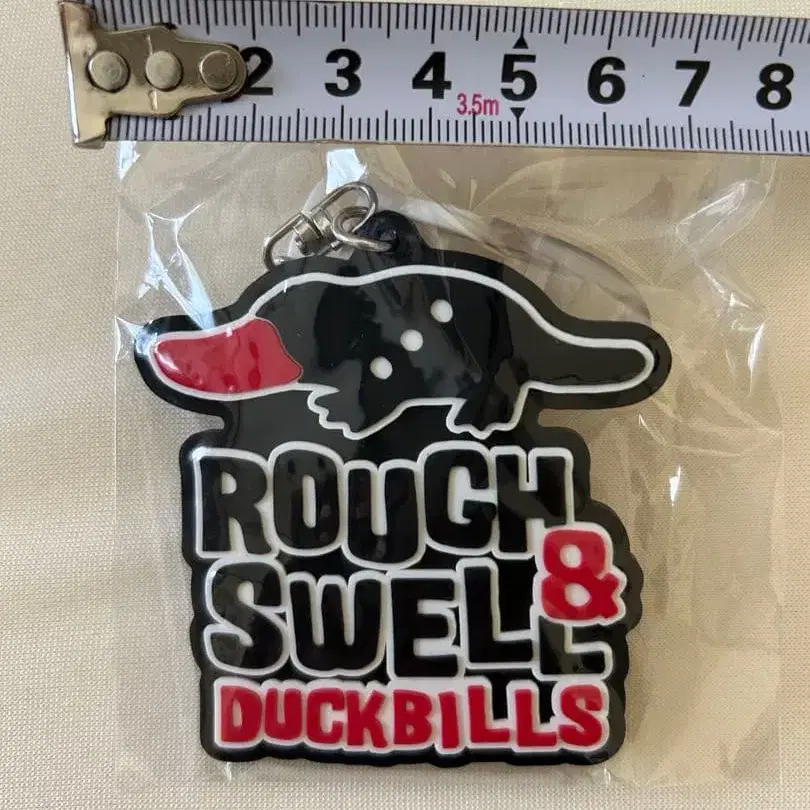 2 3 4 5 6 7 8
3.5m
ROUGH
&
SWELL
DUCKBILLS